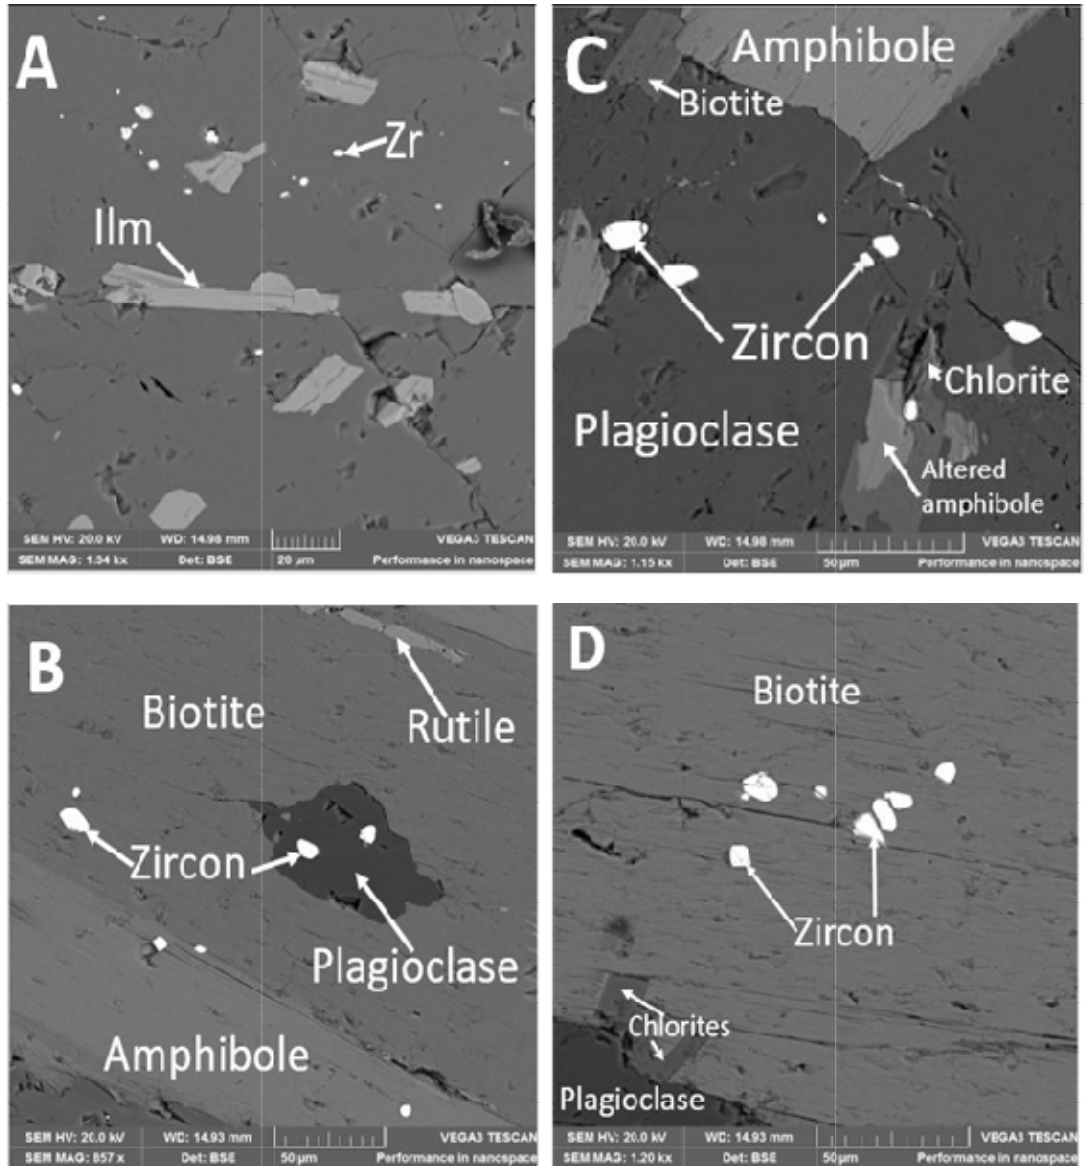 A
Zr
Ilm
SEM HV: 20.0 kV WD: 14.98 mm VEGA3 TESCAN
SEM MAG: 1.34 kx Det: BSE 20 µm Performance in nanospace
C
Amphibole
Biotite
Zircon
Chlorite
Plagioclase
Altered
amphibole
SEM HV: 20.0 kV WD: 14.98 mm VEGA3 TESCAN
SEM MAG: 1.15 kx Det: BSE 50 µm Performance in nanospace
B
Biotite
Rutile
Zircon
Plagioclase
Amphibole
SEM HV: 20.0 kV WD: 14.93 mm VEGA3 TESCAN
SEM MAG: 857 x Det: BSE 50 µm Performance in nanospace
D
Biotite
Zircon
Chlorites
Plagioclase
SEM HV: 20.0 kV WD: 14.93 mm VEGA3 TESCAN
SEM MAG: 1.20 kx Det: BSE 50 µm Performance in nanospace